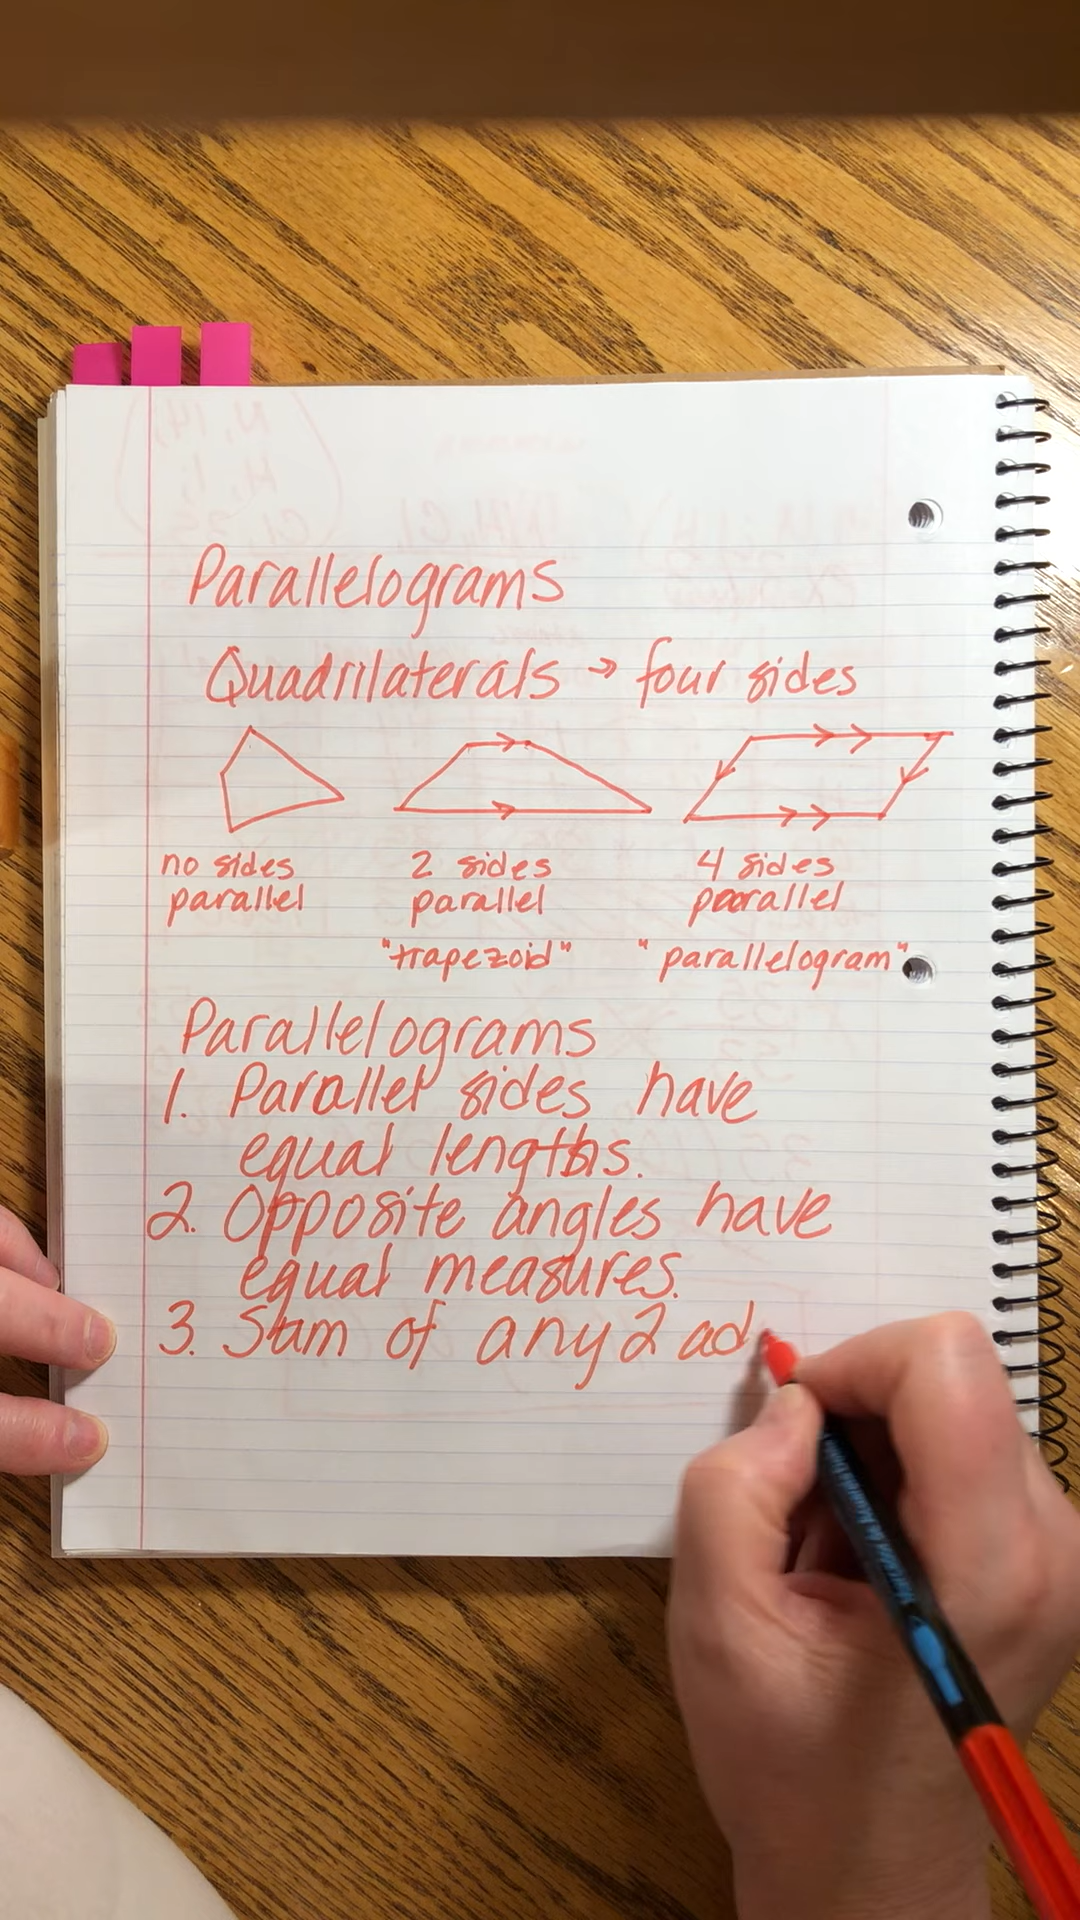 Parallelograms
Quadrilaterals → four sides
no sides parallel
2 sides parallel
"trapezoid"
4 sides parallel
"parallelogram"
Parallelograms
1. Parallel sides have
equal lengths.
2. Opposite angles have
equal measures.
3. Sum of any 2 ad